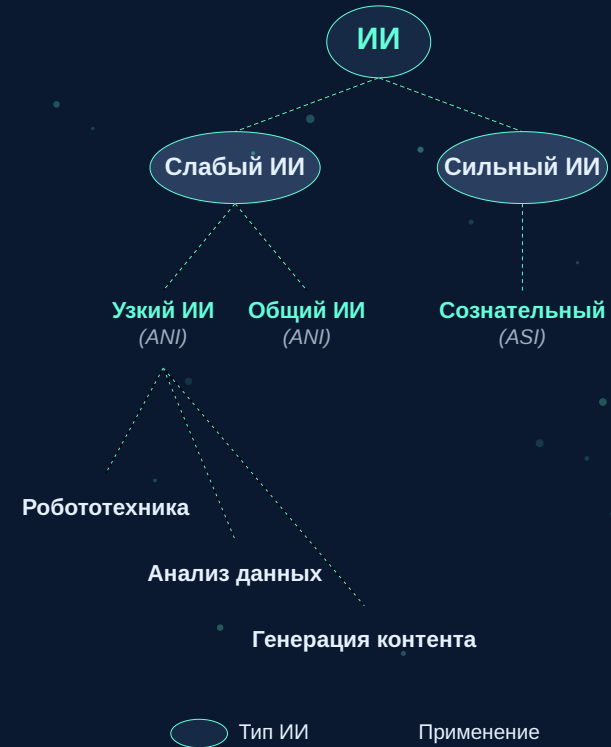 ИИ
Слабый ИИ
Сильный ИИ
Узкий ИИ
(ANI)
Общий ИИ
(ANI)
Сознательный
(ASI)
Робототехника
Анализ данных
Генерация контента
Тип ИИ
Применение